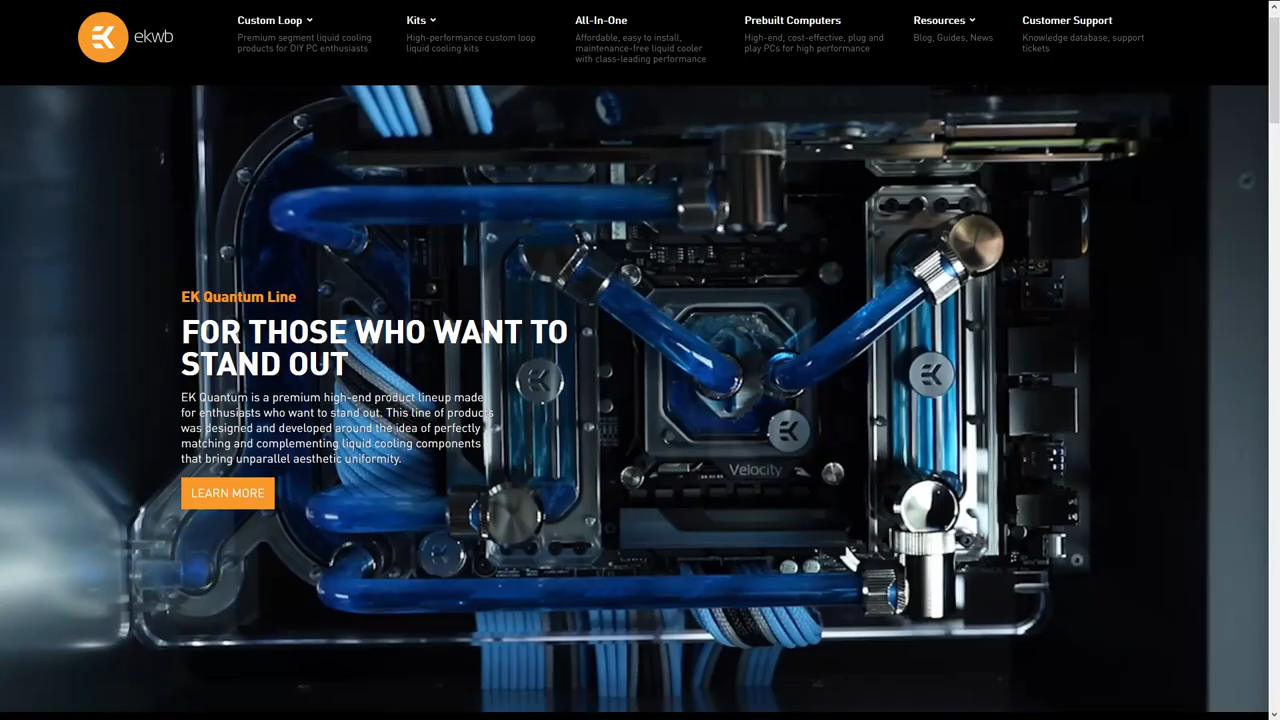 ekwb
Custom Loop
Premium segment liquid cooling
products for DIY PC enthusiasts
Kits
High-performance custom loop
liquid cooling kits
All-In-One
Affordable, easy to install,
maintenance-free liquid cooler
with class-leading performance
Prebuilt Computers
High-end, cost-effective, plug and
play PCs for high performance
Resources
Blog, Guides, News
Customer Support
Knowledge database, support
tickets
EK Quantum Line
FOR THOSE WHO WANT TO
STAND OUT
EK Quantum is a premium high-end product lineup made
for enthusiasts who want to stand out. This line of products
was designed and developed around the idea of perfectly
matching and complementing liquid cooling components
that bring unparallel aesthetic uniformity.
LEARN MORE
EK
EK
EK
Velocity